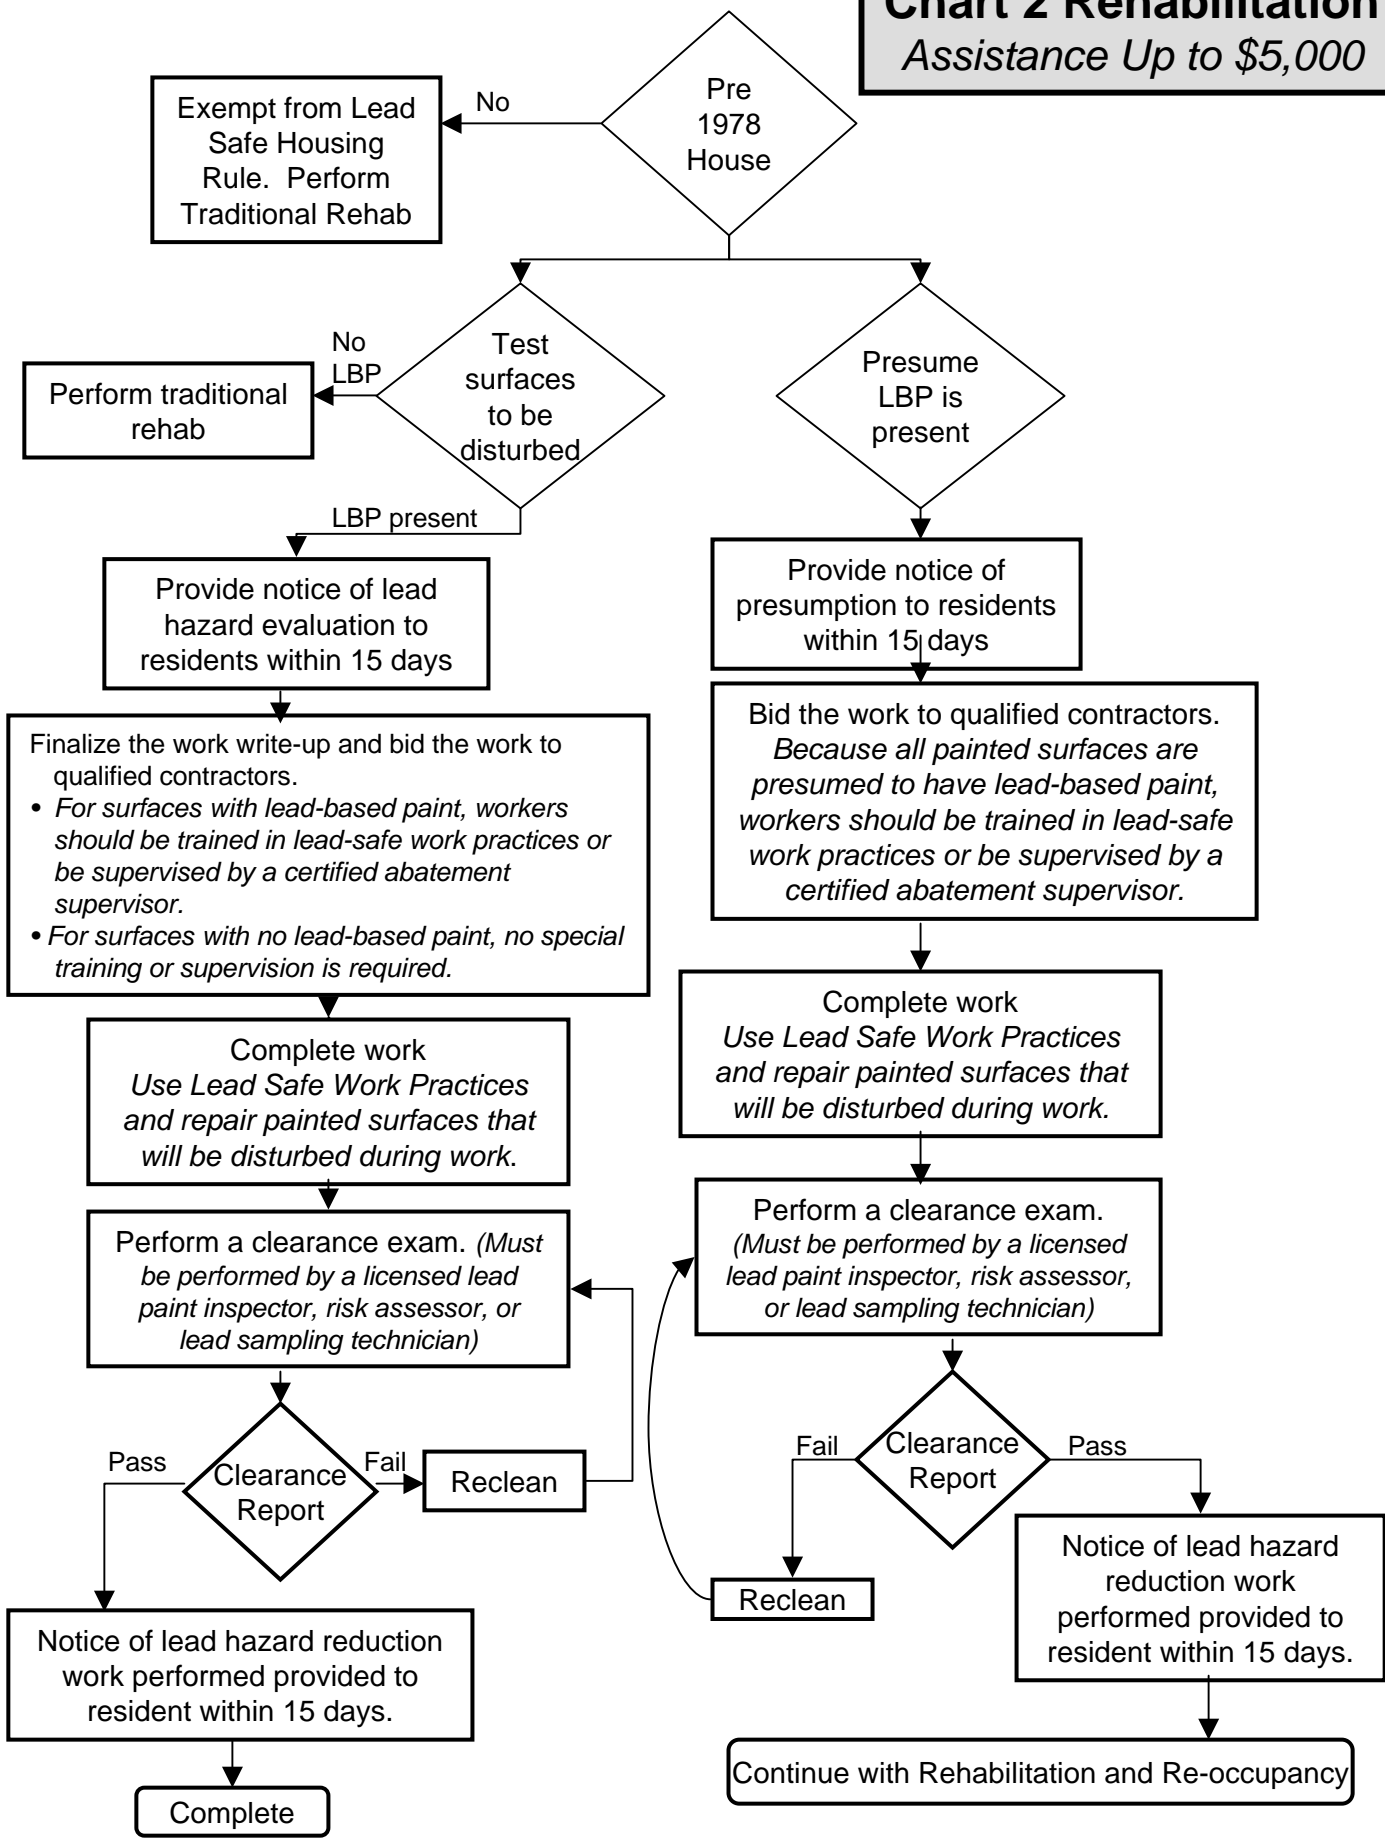 Chart 2 Rehabilitation
Assistance Up to $5,000
Pre
1978
House
No
Exempt from Lead
Safe Housing
Rule.  Perform
Traditional Rehab
Test
surfaces
to be
disturbed
No
LBP
Perform traditional
rehab
Presume
LBP is
present
LBP present
Provide notice of lead
hazard evaluation to
residents within 15 days
Finalize the work write-up and bid the work to
qualified contractors.
• For surfaces with lead-based paint, workers
should be trained in lead-safe work practices or
be supervised by a certified abatement
supervisor.
• For surfaces with no lead-based paint, no special
training or supervision is required.
Complete work
Use Lead Safe Work Practices
and repair painted surfaces that
will be disturbed during work.
Perform a clearance exam. (Must
be performed by a licensed lead
paint inspector, risk assessor, or
lead sampling technician)
Pass
Clearance
Report
Fail
Reclean
Notice of lead hazard reduction
work performed provided to
resident within 15 days.
Complete
Provide notice of
presumption to residents
within 15 days
Bid the work to qualified contractors.
Because all painted surfaces are
presumed to have lead-based paint,
workers should be trained in lead-safe
work practices or be supervised by a
certified abatement supervisor.
Complete work
Use Lead Safe Work Practices
and repair painted surfaces that
will be disturbed during work.
Perform a clearance exam.
(Must be performed by a licensed
lead paint inspector, risk assessor,
or lead sampling technician)
Fail
Clearance
Report
Pass
Reclean
Notice of lead hazard
reduction work
performed provided to
resident within 15 days.
Continue with Rehabilitation and Re-occupancy